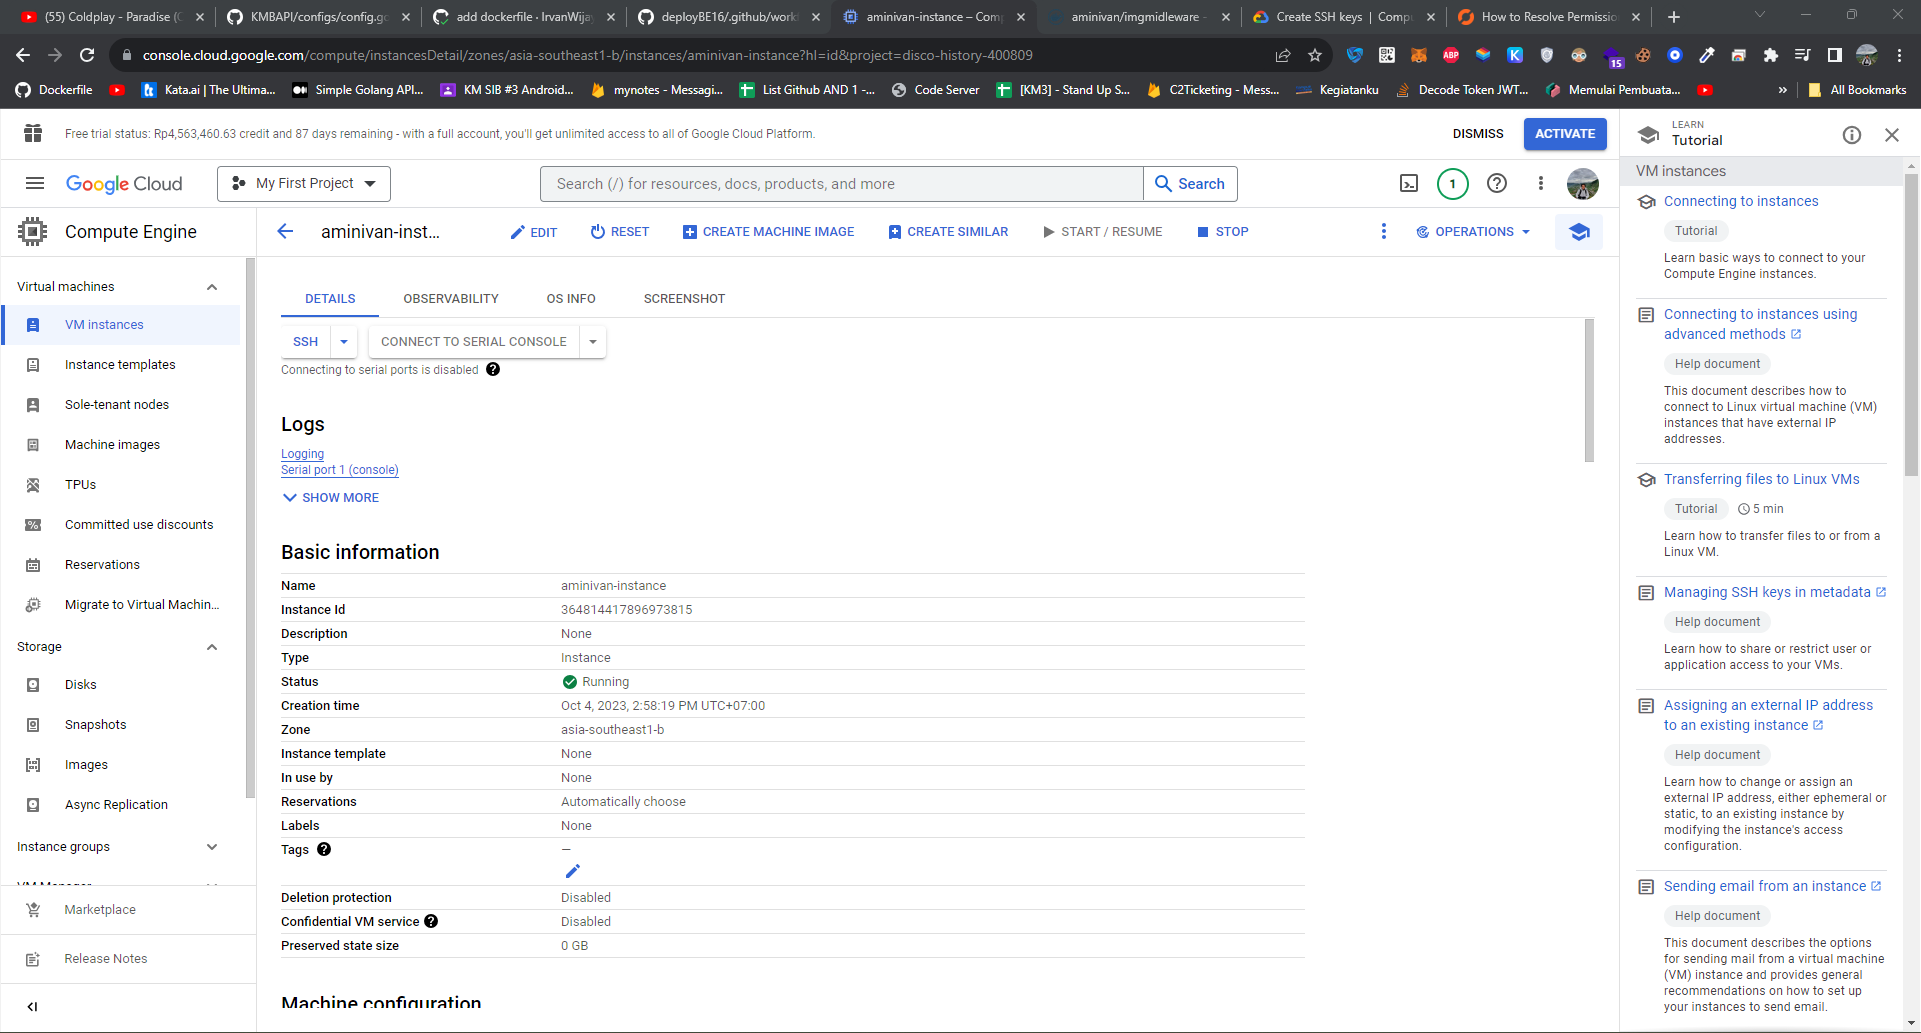 (55) Coldplay - Paradise (
KMBAPI/configs/config.go
add dockerfile · IrvanWijay
deployBE16/.github/workf
aminivan-instance – Comp
aminivan/imgmidleware -
Create SSH keys | Compu
How to Resolve Permissio
console.cloud.google.com/compute/instancesDetail/zones/asia-southeast1-b/instances/aminivan-instance?hl=id&project=disco-history-400809
ABP
15
Dockerfile
Kata.ai | The Ultima...
Simple Golang API...
KM SIB #3 Android...
mynotes - Messagi...
List Github AND 1 -...
Code Server
[KM3] - Stand Up S...
C2Ticketing - Mess...
Kegiatanku
Decode Token JWT...
Memulai Pembuata...
»
All Bookmarks
Free trial status: Rp4,563,460.63 credit and 87 days remaining - with a full account, you'll get unlimited access to all of Google Cloud Platform.
DISMISS
ACTIVATE
Google Cloud
My First Project
Search (/) for resources, docs, products, and more
Search
1
Compute Engine
aminivan-inst...
EDIT
RESET
CREATE MACHINE IMAGE
CREATE SIMILAR
START / RESUME
STOP
OPERATIONS
Virtual machines
VM instances
Instance templates
Sole-tenant nodes
Machine images
TPUs
Committed use discounts
Reservations
Migrate to Virtual Machin...
Storage
Disks
Snapshots
Images
Async Replication
Instance groups
VM Manager
Marketplace
Release Notes
DETAILS
OBSERVABILITY
OS INFO
SCREENSHOT
SSH
CONNECT TO SERIAL CONSOLE
Connecting to serial ports is disabled
Logs
Logging
Serial port 1 (console)
SHOW MORE
Basic information
Name aminivan-instance
Instance Id 364814417896973815
Description None
Type Instance
Status Running
Creation time Oct 4, 2023, 2:58:19 PM UTC+07:00
Zone asia-southeast1-b
Instance template None
In use by None
Reservations Automatically choose
Labels None
Tags —
Deletion protection Disabled
Confidential VM service Disabled
Preserved state size 0 GB
Machine configuration
LEARN
Tutorial
VM instances
Connecting to instances
Tutorial
Learn basic ways to connect to your
Compute Engine instances.
Connecting to instances using
advanced methods
Help document
This document describes how to
connect to Linux virtual machine (VM)
instances that have external IP
addresses.
Transferring files to Linux VMs
Tutorial 5 min
Learn how to transfer files to or from a
Linux VM.
Managing SSH keys in metadata
Help document
Learn how to share or restrict user or
application access to your VMs.
Assigning an external IP address
to an existing instance
Help document
Learn how to change or assign an
external IP address, either ephemeral or
static, to an existing instance by
modifying the instance's access
configuration.
Sending email from an instance
Help document
This document describes the options
for sending mail from a virtual machine
(VM) instance and provides general
recommendations on how to set up
your instances to send email.